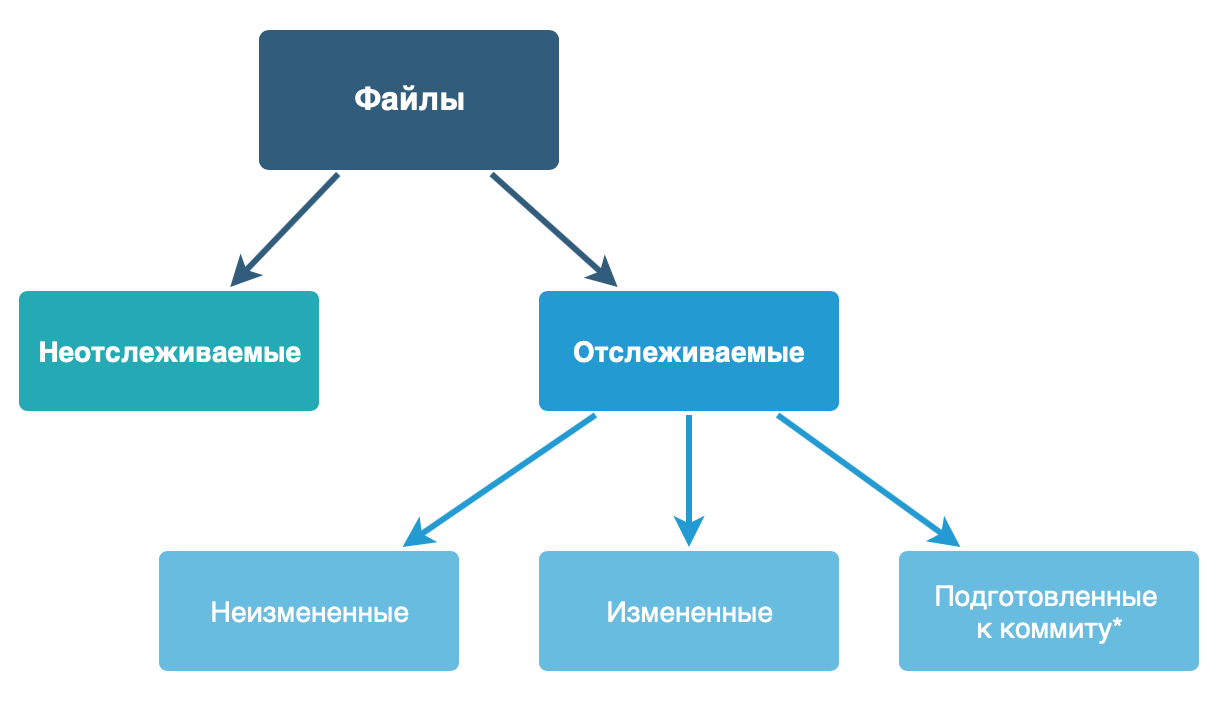 Файлы
Неотслеживаемые
Отслеживаемые
Неизмененные
Измененные
Подготовленные
к коммиту*